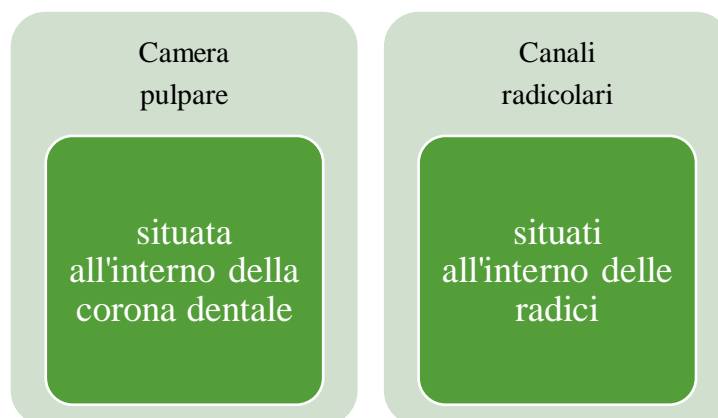 Camera
pulpare
situata
all'interno della
corona dentale
Canali
radicolari
situati
all'interno delle
radici